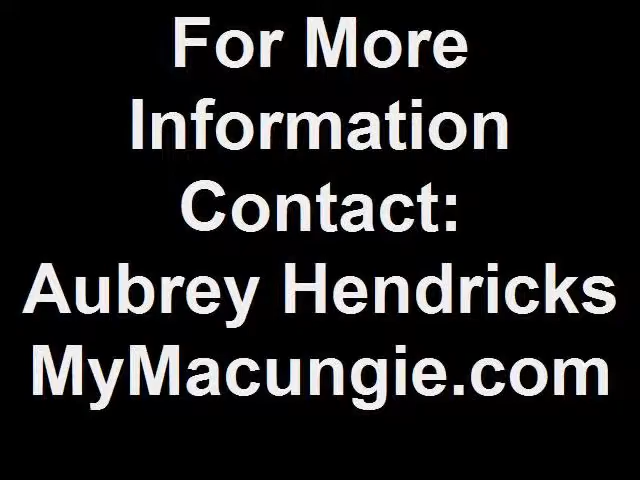 For More
Information
Contact:
Aubrey Hendricks
MyMacungie.com